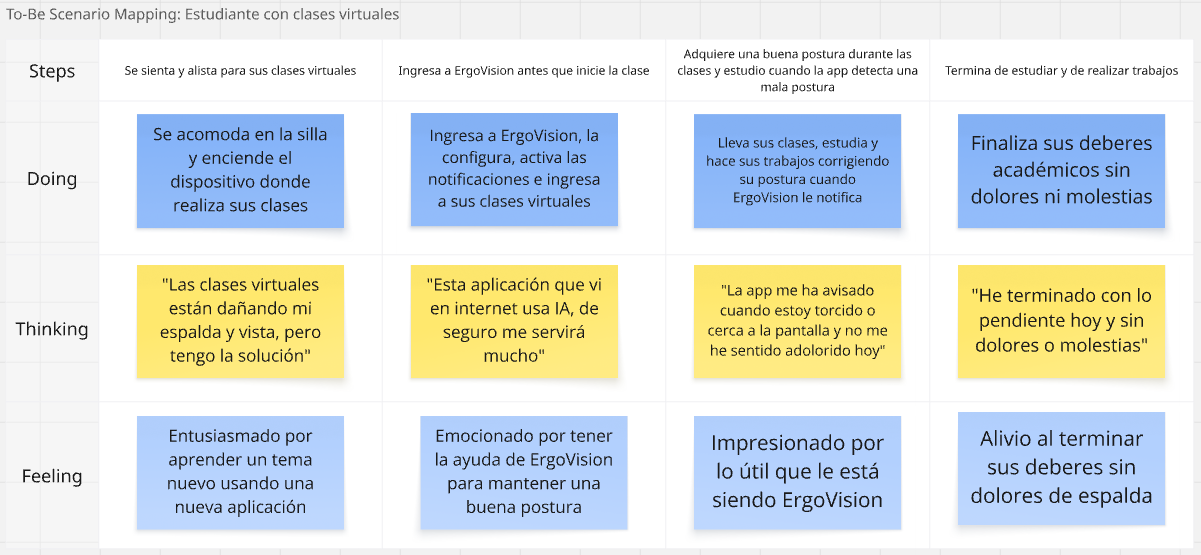 To-Be Scenario Mapping: Estudiante con clases virtuales
Steps
Se sienta y alista para sus clases virtuales
Ingresa a ErgoVision antes que inicie la clase
Adquiere una buena postura durante las
clases y estudio cuando la app detecta una
mala postura
Termina de estudiar y de realizar trabajos
Doing
Se acomoda en la silla
y enciende el
dispositivo donde
realiza sus clases
Ingresa a ErgoVision, la
configura, activa las
notificaciones e ingresa
a sus clases virtuales
Lleva sus clases, estudia y
hace sus trabajos corrigiendo
su postura cuando
ErgoVision le notifica
Finaliza sus deberes
académicos sin
dolores ni molestias
Thinking
"Las clases virtuales
están dañando mi
espalda y vista, pero
tengo la solución"
"Esta aplicación que vi
en internet usa IA, de
seguro me servirá
mucho"
"La app me ha avisado
cuando estoy torcido o
cerca a la pantalla y no me
he sentido adolorido hoy"
"He terminado con lo
pendiente hoy y sin
dolores o molestias"
Feeling
Entusiasmado por
aprender un tema
nuevo usando una
nueva aplicación
Emocionado por tener
la ayuda de ErgoVision
para mantener una
buena postura
Impresionado por
lo útil que le está
siendo ErgoVision
Alivio al terminar
sus deberes sin
dolores de espalda